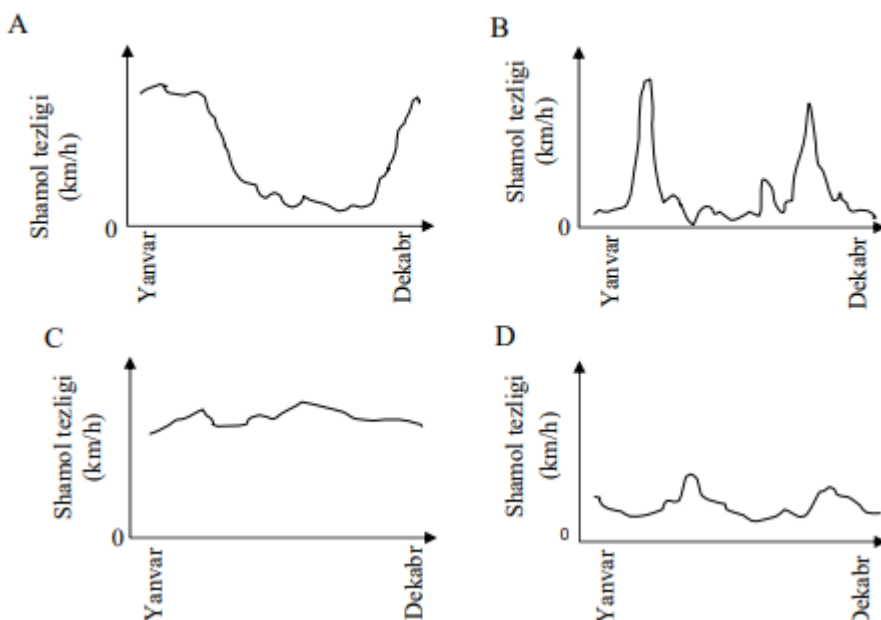 A
Shamol tezligi
(km/h)
0
Yanvar
Dekabr
B
Shamol tezligi
(km/h)
0
Yanvar
Dekabr
C
Shamol tezligi
(km/h)
0
Yanvar
Dekabr
D
Shamol tezligi
(km/h)
0
Yanvar
Dekabr